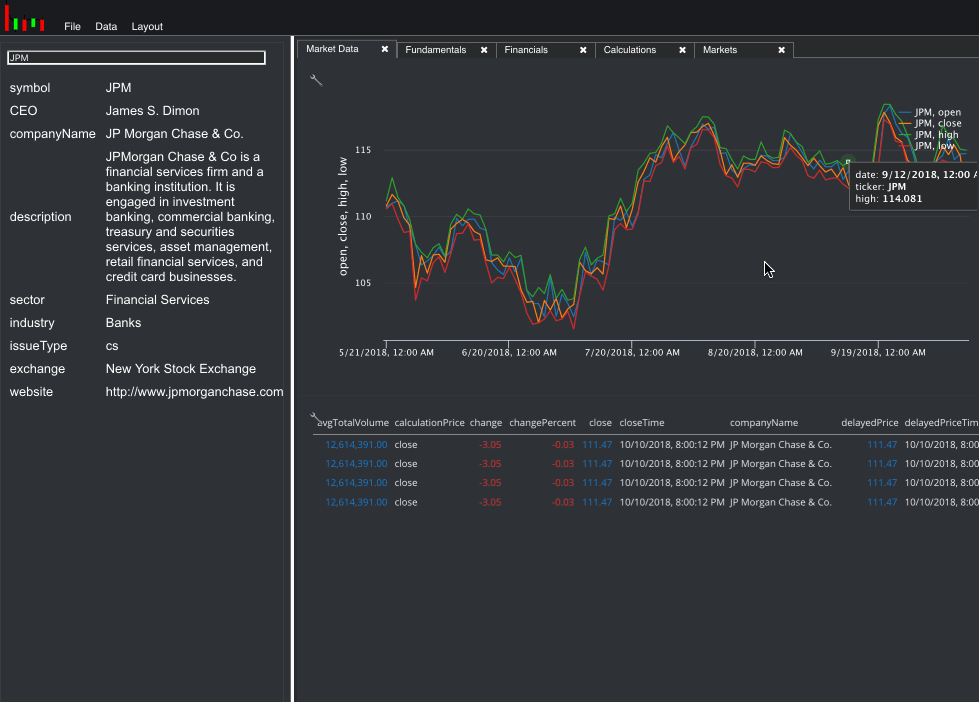 File Data Layout
JPM
symbol JPM
CEO James S. Dimon
companyName JP Morgan Chase & Co.
description JPMorgan Chase & Co is a
financial services firm and a
banking institution. It is
engaged in investment
banking, commercial banking,
treasury and securities
services, asset management,
retail financial services, and
credit card businesses.
sector Financial Services
industry Banks
issueType cs
exchange New York Stock Exchange
website http://www.jpmorganchase.com
Market Data ✖ Fundamentals ✖ Financials ✖ Calculations ✖ Markets ✖
open, close, high, low
115
110
105
JPM, open
JPM, close
JPM, high
JPM, low
date: 9/12/2018, 12:00 A
ticker: JPM
high: 114.081
5/21/2018, 12:00 AM 6/20/2018, 12:00 AM 7/20/2018, 12:00 AM 8/20/2018, 12:00 AM 9/19/2018, 12:00 AM
avgTotalVolume calculationPrice change changePercent close closeTime companyName delayedPrice delayedPriceTim
12,614,391.00 close -3.05 -0.03 111.47 10/10/2018, 8:00:12 PM JP Morgan Chase & Co. 111.47 10/10/2018, 8:00
12,614,391.00 close -3.05 -0.03 111.47 10/10/2018, 8:00:12 PM JP Morgan Chase & Co. 111.47 10/10/2018, 8:00
12,614,391.00 close -3.05 -0.03 111.47 10/10/2018, 8:00:12 PM JP Morgan Chase & Co. 111.47 10/10/2018, 8:00
12,614,391.00 close -3.05 -0.03 111.47 10/10/2018, 8:00:12 PM JP Morgan Chase & Co. 111.47 10/10/2018, 8:00